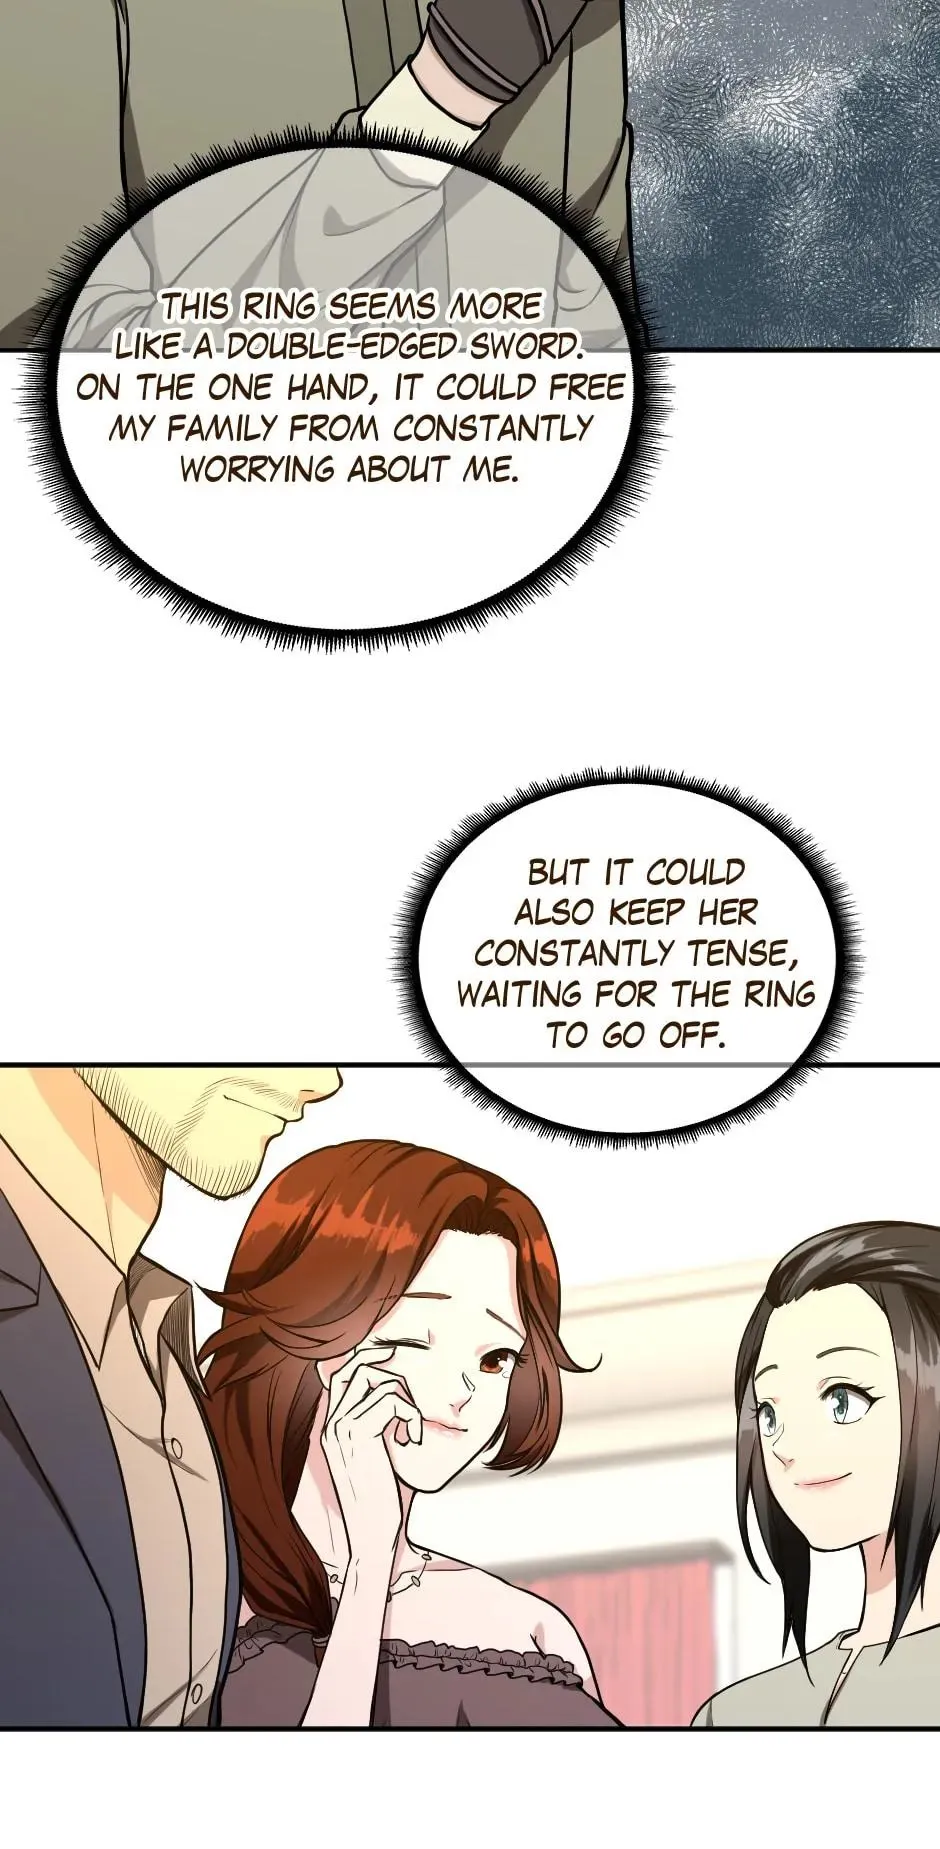 THIS RING SEEMS MORE
LIKE A DOUBLE-EDGED SWORD.
ON THE ONE HAND, IT COULD FREE
MY FAMILY FROM CONSTANTLY
WORRYING ABOUT ME.
BUT IT COULD
ALSO KEEP HER
CONSTANTLY TENSE,
WAITING FOR THE RING
TO GO OFF.